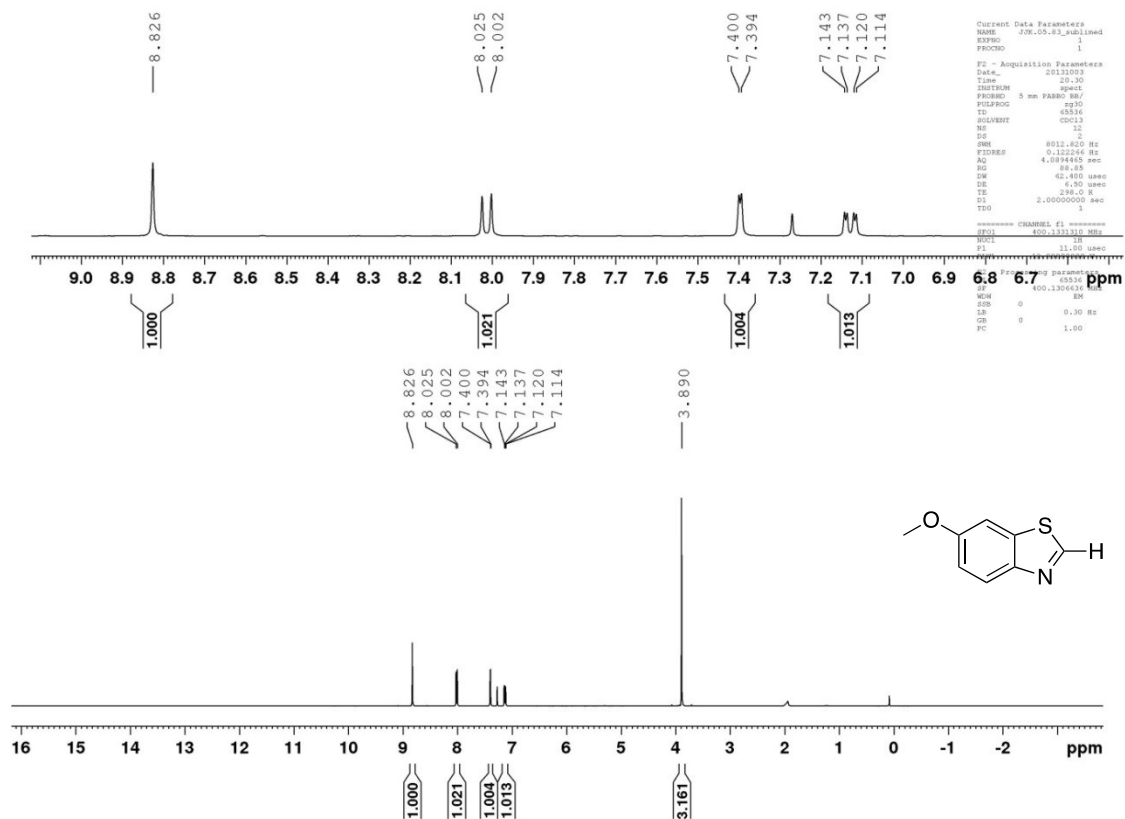 8.826
8.025
8.002
7.400
7.394
7.143
7.137
7.120
7.114
Current Data Parameters
NAME JJK.05.83_sublimed
EXPNO 1
PROCNO 1
F2 - Acquisition Parameters
Date_ 20131003
Time 20.30
INSTRUM spect
PROBHD 5 mm PABBO BB/
PULPROG zg30
TD 65536
SOLVENT CDCl3
NS 12
DS 2
SWH 8012.820 Hz
FIDRES 0.122266 Hz
AQ 4.0894465 sec
RG 88.85
DW 62.400 usec
DE 6.50 usec
TE 298.0 K
D1 2.00000000 sec
TD0 1
======== CHANNEL f1 ========
SFO1 400.1331310 MHz
NUC1 1H
P1 11.00 usec
F2 - Processing parameters
65536
SF 400.1306636 MHz
WDW EM
SSB 0
LB 0.30 Hz
GB 0
PC 1.00
9.0 8.9 8.8 8.7 8.6 8.5 8.4 8.3 8.2 8.1 8.0 7.9 7.8 7.7 7.6 7.5 7.4 7.3 7.2 7.1 7.0 6.9 6.8 6.7 ppm
1.000 1.021 1.004 1.013
8.826
8.025
8.002
7.400
7.394
7.143
7.137
7.120
7.114
3.890
O S H N
16 15 14 13 12 11 10 9 8 7 6 5 4 3 2 1 0 -1 -2 ppm
1.000 1.021 1.004 1.013 3.161